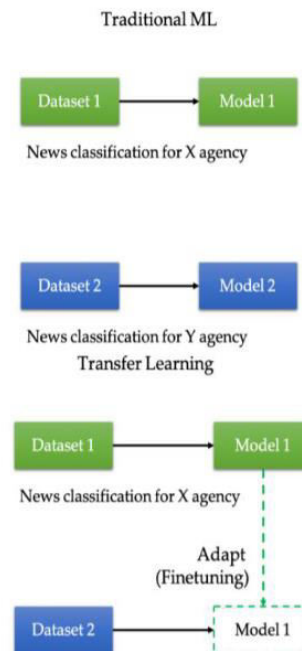 Traditional ML
Dataset 1 Model 1
News classification for X agency
Dataset 2 Model 2
News classification for Y agency
Transfer Learning
Dataset 1 Model 1
News classification for X agency
Adapt
(Finetuning)
Dataset 2 Model 1